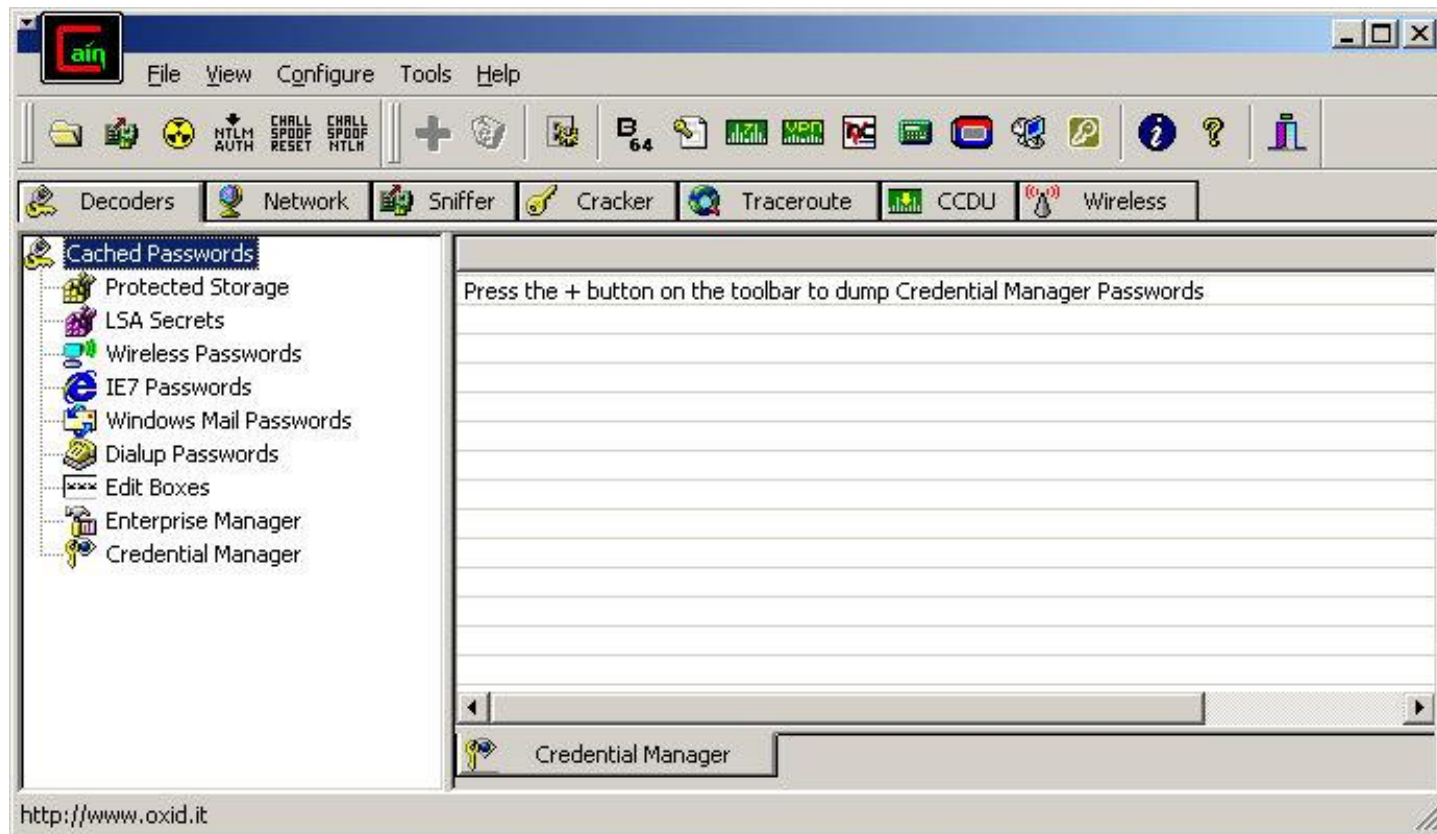 Cain
File View Configure Tools Help
NTLM AUTH CHALL SPOOF RESET CHALL SPOOF NTLM B64 VPN
Decoders Network Sniffer Cracker Traceroute CCDU Wireless
Cached Passwords
Protected Storage
LSA Secrets
Wireless Passwords
IE7 Passwords
Windows Mail Passwords
Dialup Passwords
Edit Boxes
Enterprise Manager
Credential Manager
Press the + button on the toolbar to dump Credential Manager Passwords
Credential Manager
http://www.oxid.it